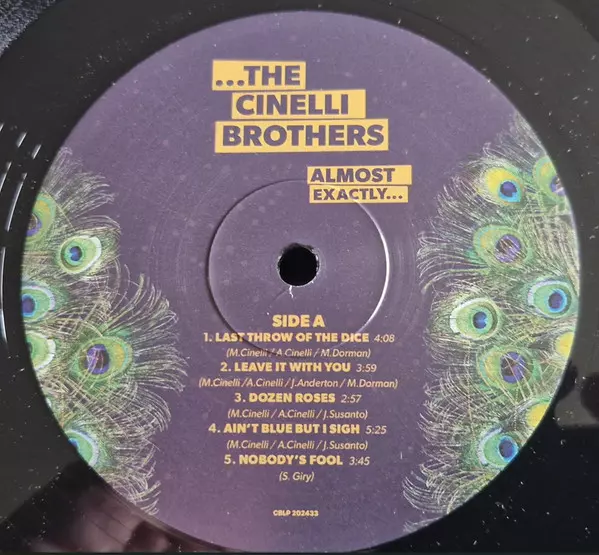 ...THE
CINELLI
BROTHERS
ALMOST
EXACTLY...
SIDE A
1. LAST THROW OF THE DICE 4:08
(M.Cinelli / A.Cinelli / M.Dorman)
2. LEAVE IT WITH YOU 3:59
(M.Cinelli / A.Cinelli / J.Anderton / M.Dorman)
3. DOZEN ROSES 2:57
(M.Cinelli / A.Cinelli / J.Susanto)
4. AIN'T BLUE BUT I SIGH 5:25
(M.Cinelli / A.Cinelli / J.Susanto)
5. NOBODY'S FOOL 3:45
(S. Giry)
CBLP 202433